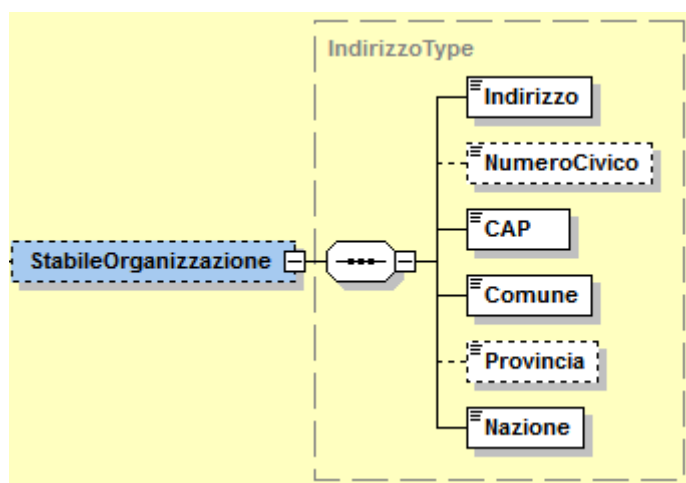 IndirizzoType
Indirizzo
NumeroCivico
CAP
StabileOrganizzazione
Comune
Provincia
Nazione